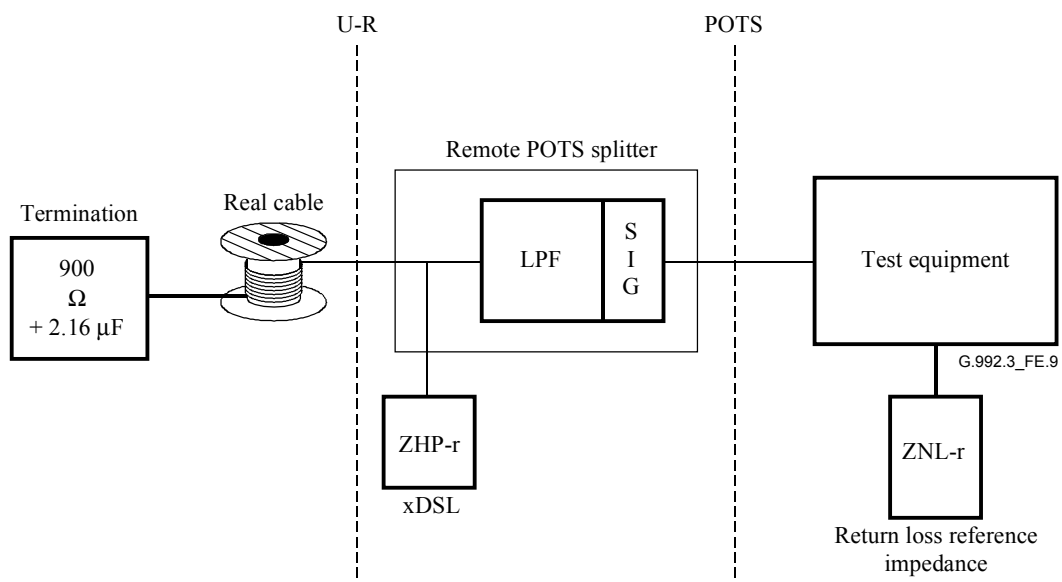 U-R
POTS
Remote POTS splitter
Termination
Real cable
900
Ω
+ 2.16 μF
LPF
S
I
G
Test equipment
G.992.3_FE.9
ZHP-r
xDSL
ZNL-r
Return loss reference
impedance